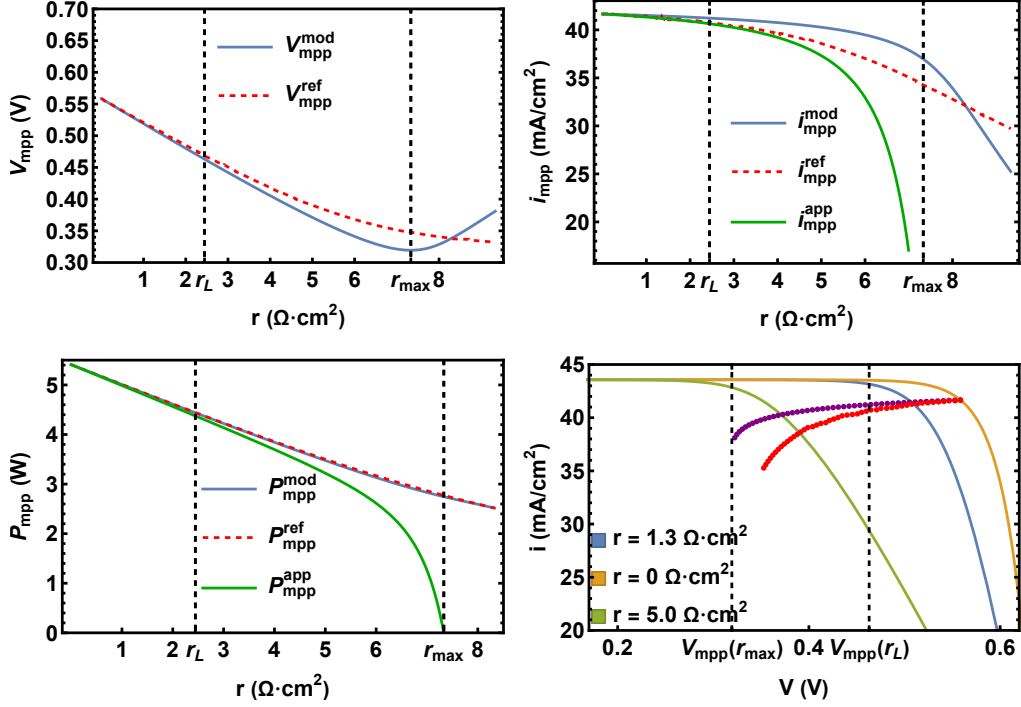 0.70
0.65
0.60
0.55
0.50
0.45
0.40
0.35
0.30
V_mpp (V)
V_mpp^mod
V_mpp^ref
1 2 r_L 3 4 5 6 r_max 8
r (Ω·cm²)
40
35
30
25
20
i_mpp (mA/cm²)
i_mpp^mod
i_mpp^ref
i_mpp^app
1 2 r_L 3 4 5 6 r_max 8
r (Ω·cm²)
5
4
3
2
1
0
P_mpp (W)
P_mpp^mod
P_mpp^ref
P_mpp^app
1 2 r_L 3 4 5 6 r_max 8
r (Ω·cm²)
45
40
35
30
25
20
i (mA/cm²)
r = 1.3 Ω·cm²
r = 0 Ω·cm²
r = 5.0 Ω·cm²
0.2 V_mpp(r_max) 0.4 V_mpp(r_L) 0.6
V (V)